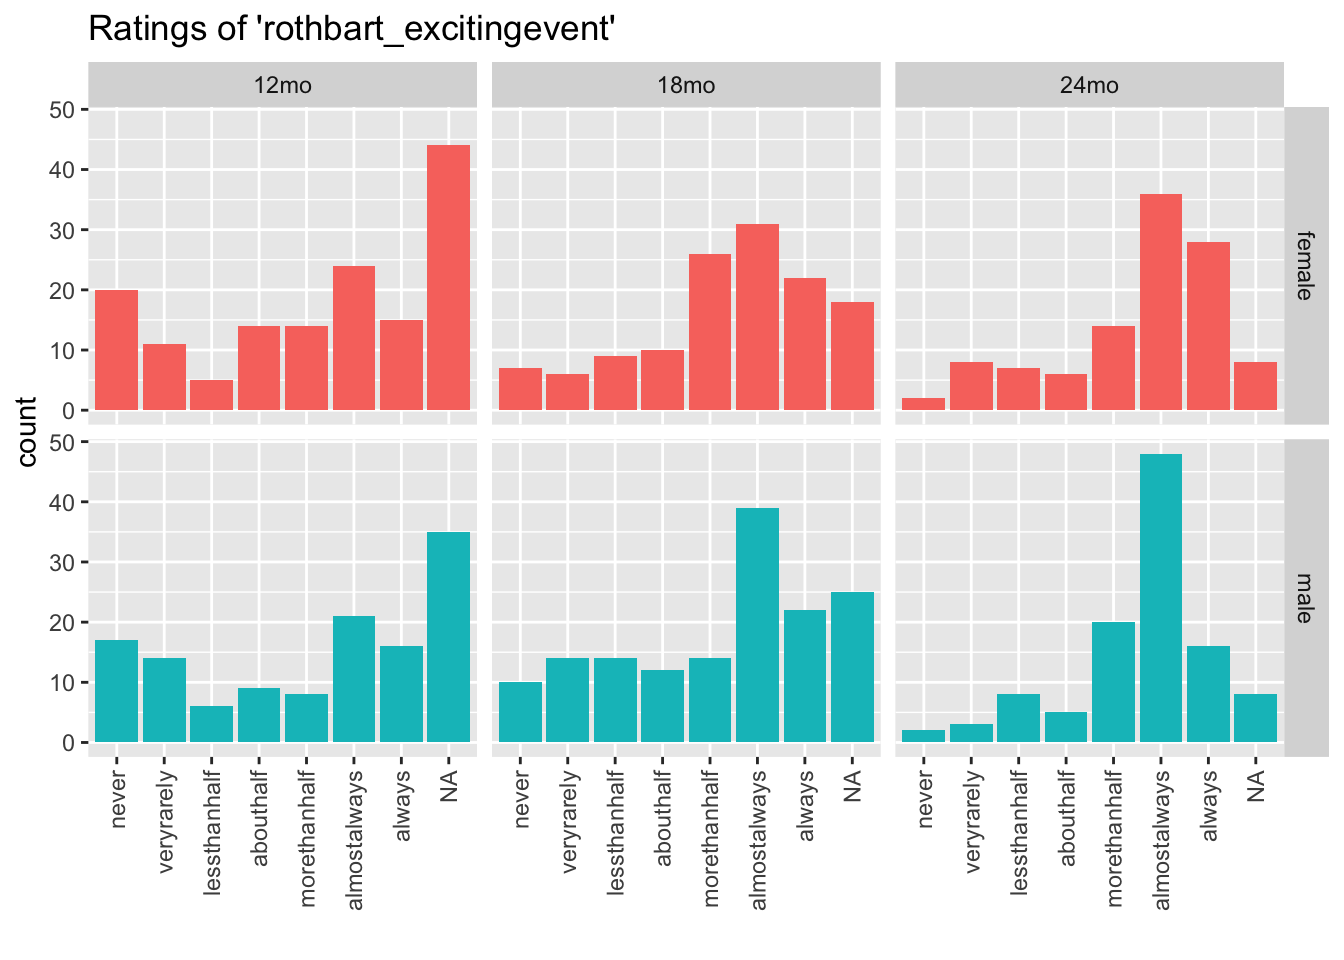 Ratings of 'rothbart_excitingevent'
12mo 18mo 24mo
50
40
30
20
10
0
female
count
50
40
30
20
10
0
male
never veryrarely lessthanhalf abouthalf morethanhalf almostalways always NA never veryrarely lessthanhalf abouthalf morethanhalf almostalways always NA never veryrarely lessthanhalf abouthalf morethanhalf almostalways always NA